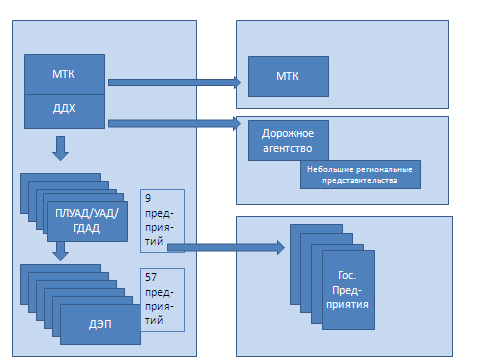 МТК
ДДХ
ПЛУАД/УАД/
ГДАД
9
пред-
прия-
тий
57
пред-
прия-
тий
ДЭП
МТК
Дорожное
агентство
Небольшие региональные
представительства
Гос.
Пред-
приятия